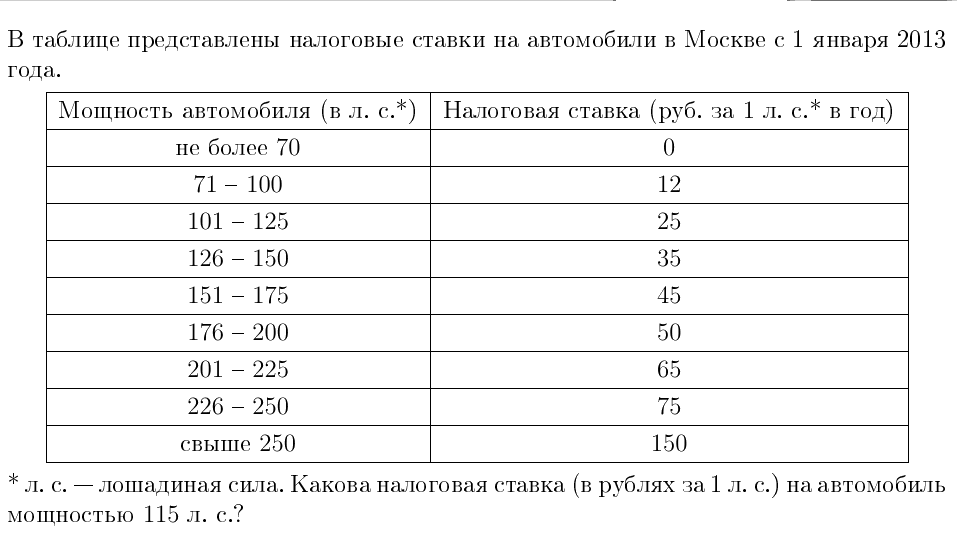 В таблице представлены налоговые ставки на автомобили в Москве с 1 января 2013
года.
Мощность автомобиля (в л. с.*) Налоговая ставка (руб. за 1 л. с.* в год)
не более 70 0
71 – 100 12
101 – 125 25
126 – 150 35
151 – 175 45
176 – 200 50
201 – 225 65
226 – 250 75
свыше 250 150
* л. с. — лошадиная сила. Какова налоговая ставка (в рублях за 1 л. с.) на автомобиль
мощностью 115 л. с.?